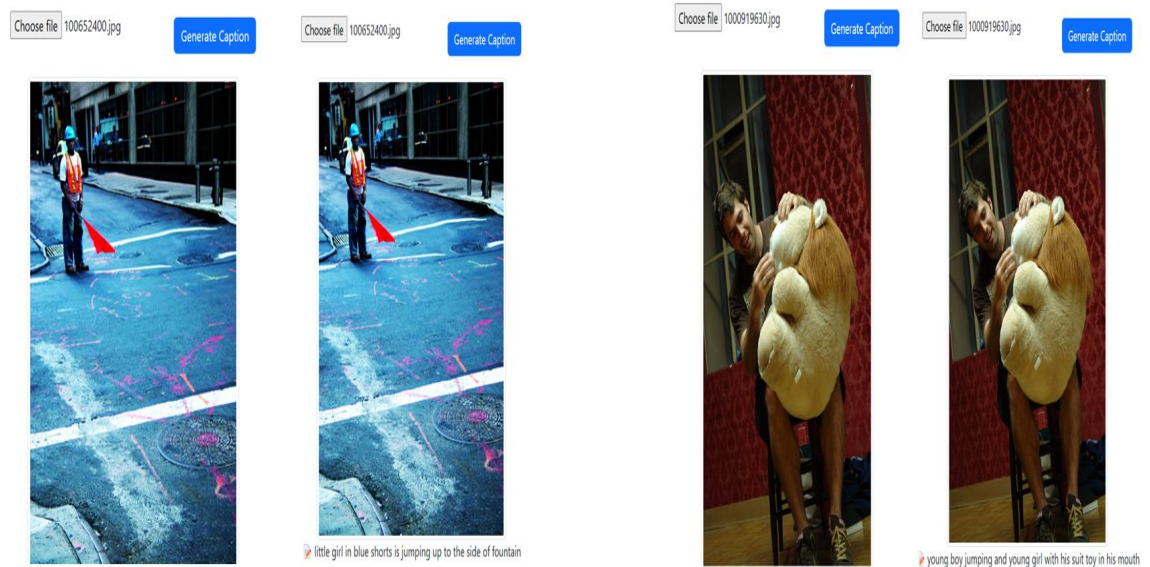 Choose file 100652400.jpg Generate Caption
Choose file 100652400.jpg Generate Caption
little girl in blue shorts is jumping up to the side of fountain
Choose file 1000919630.jpg Generate Caption
Choose file 1000919630.jpg Generate Caption
young boy jumping and young girl with his suit toy in his mouth